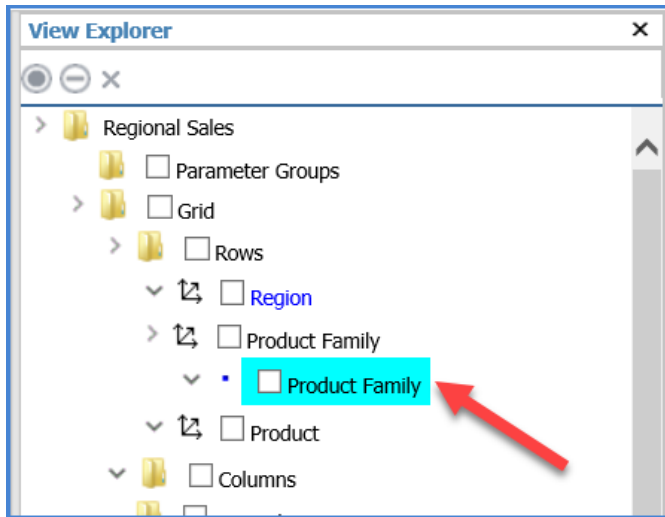 View Explorer
Regional Sales
Parameter Groups
Grid
Rows
Region
Product Family
Product Family
Product
Columns